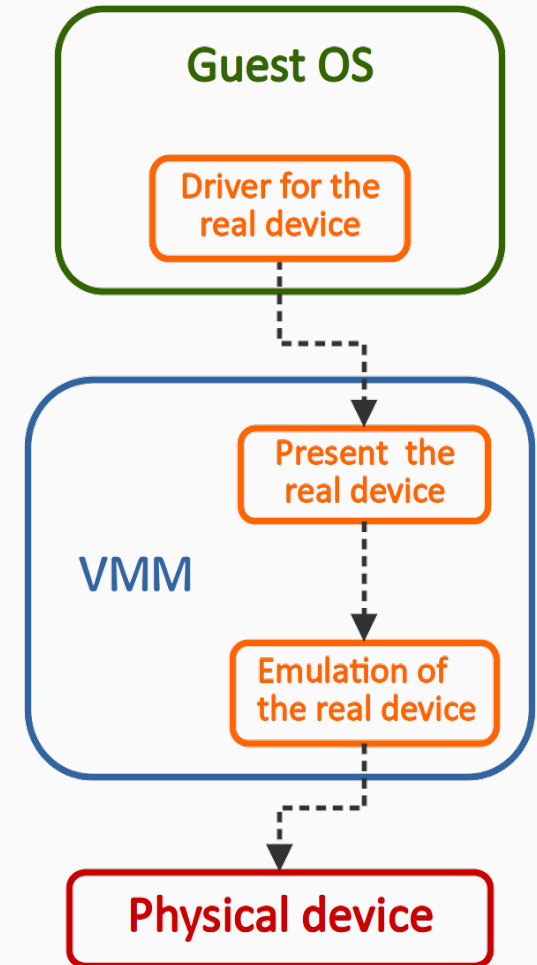 Guest OS
Driver for the
real device
Present the
real device
VMM
Emulation of
the real device
Physical device